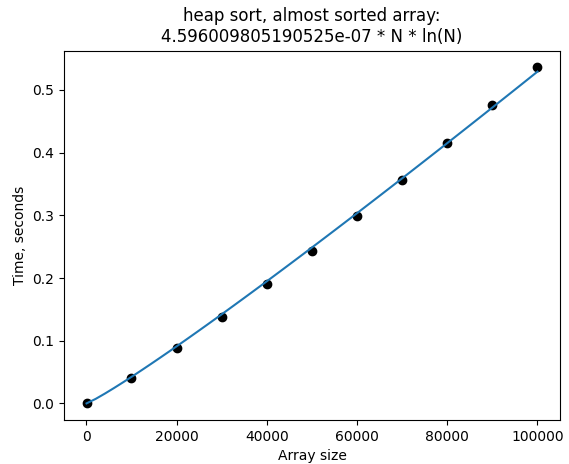 heap sort, almost sorted array:
4.596009805190525e-07 * N * ln(N)
0.5
0.4
0.3
0.2
0.1
0.0
Time, seconds
0 20000 40000 60000 80000 100000
Array size